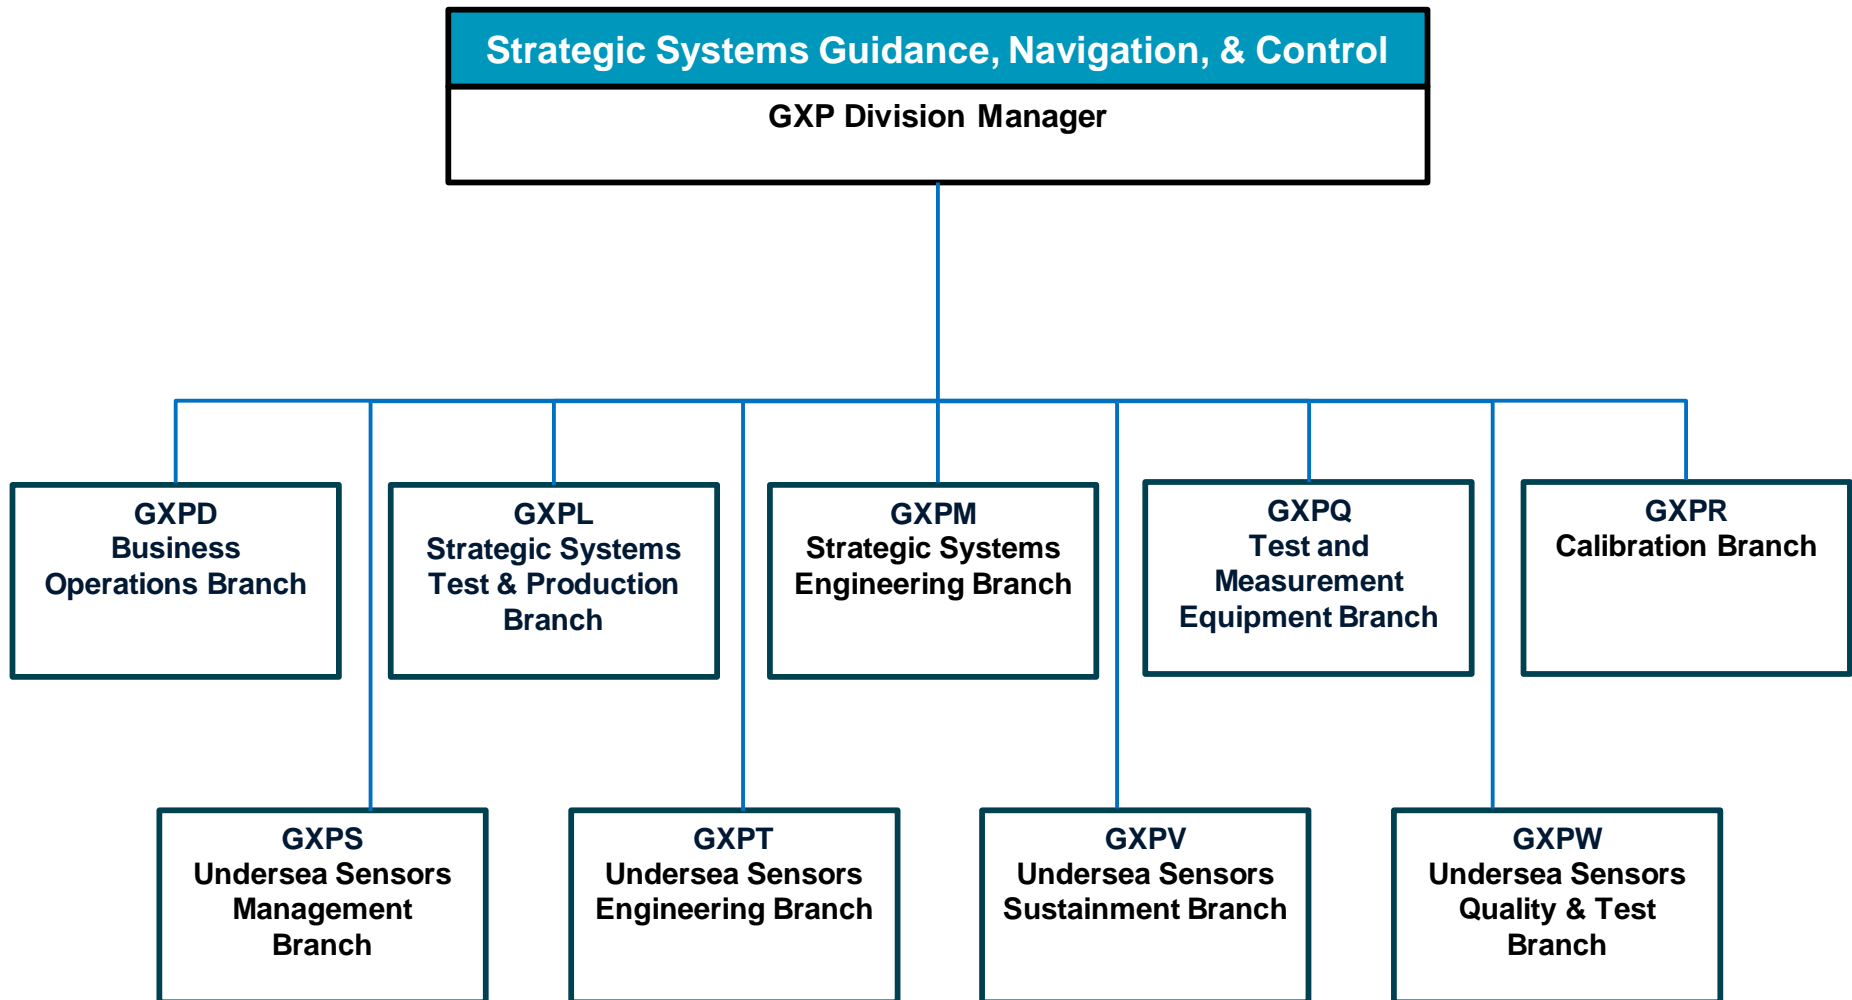 Strategic Systems Guidance, Navigation, & Control
GXP Division Manager
GXPD
Business
Operations Branch
GXPL
Strategic Systems
Test & Production
Branch
GXPM
Strategic Systems
Engineering Branch
GXPQ
Test and
Measurement
Equipment Branch
GXPR
Calibration Branch
GXPS
Undersea Sensors
Management
Branch
GXPT
Undersea Sensors
Engineering Branch
GXPV
Undersea Sensors
Sustainment Branch
GXPW
Undersea Sensors
Quality & Test
Branch